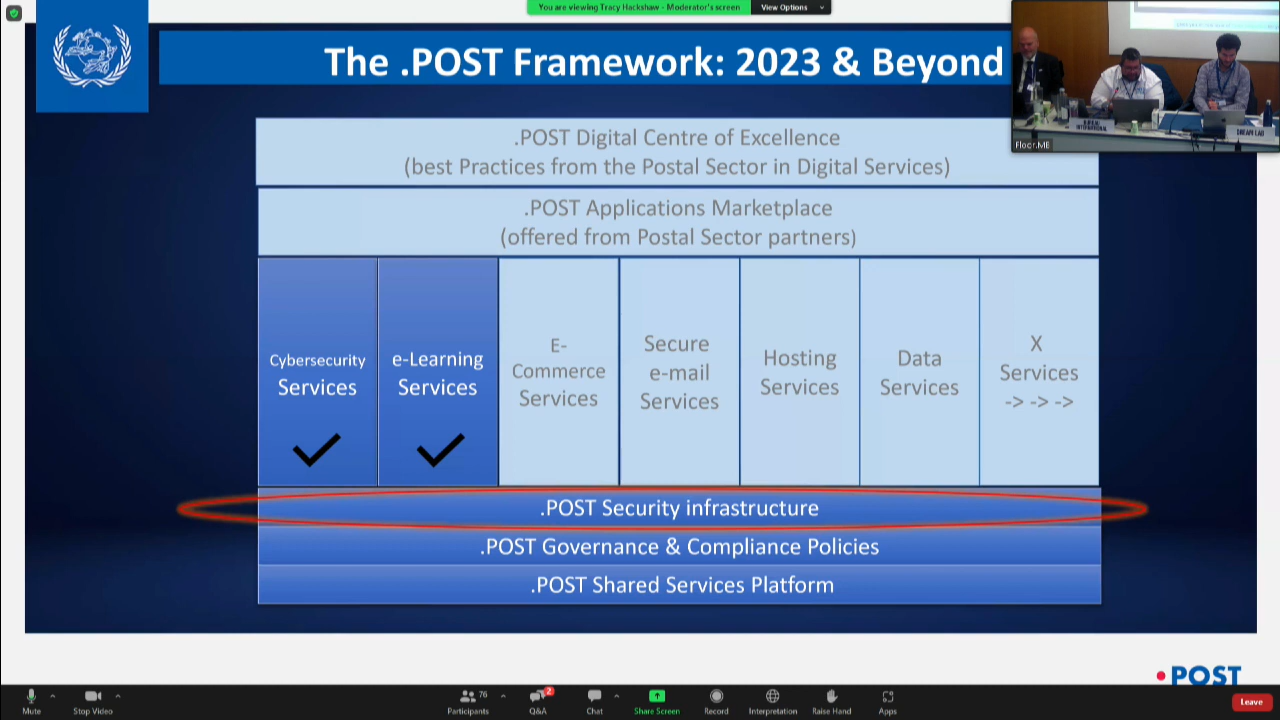 You are viewing Tracy Hackshaw - Moderator's screen
View Options
The .POST Framework: 2023 & Beyond
Floor.ME
.POST Digital Centre of Excellence
(best Practices from the Postal Sector in Digital Services)
.POST Applications Marketplace
(offered from Postal Sector partners)
Cybersecurity
Services
e-Learning
Services
E-
Commerce
Services
Secure
e-mail
Services
Hosting
Services
Data
Services
X
Services
-> -> ->
.POST Security infrastructure
.POST Governance & Compliance Policies
.POST Shared Services Platform
POST
Mute
Stop Video
76
Participants
2
Q&A
Chat
Share Screen
Record
Interpretation
Raise Hand
Apps
Leave